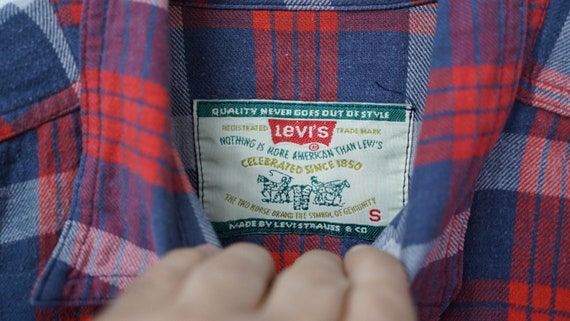 QUALITY NEVER GOES OUT OF STYLE
REGISTERED LEVI'S TRADE MARK
NOTHING IS MORE AMERICAN THAN LEVI'S
CELEBRATED SINCE 1850
THE TWO HORSE BRAND THE SYMBOL OF GENUINITY
S
MADE BY LEVI STRAUSS & CO